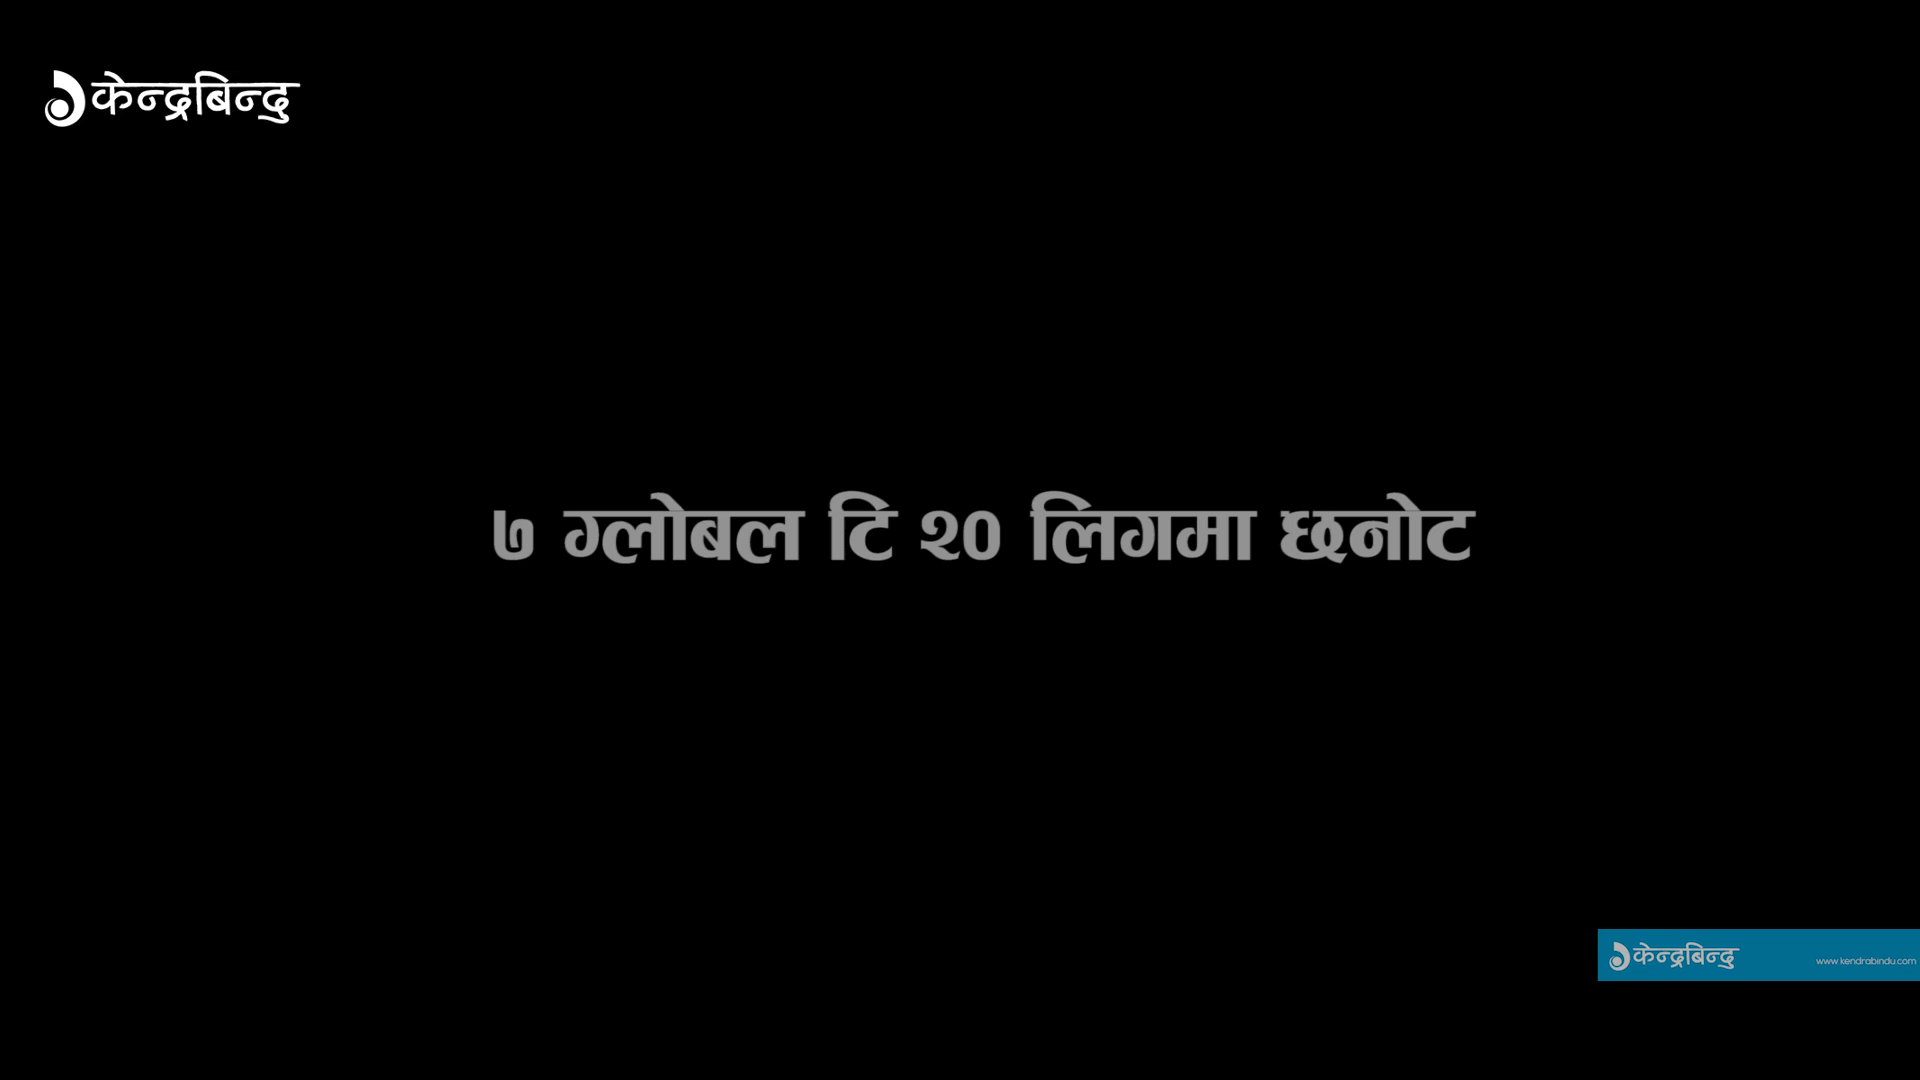 केन्द्रबिन्दु
७ ग्लोबल टि २० लिगमा छनोट
केन्द्रबिन्दु www.kendrabindu.com